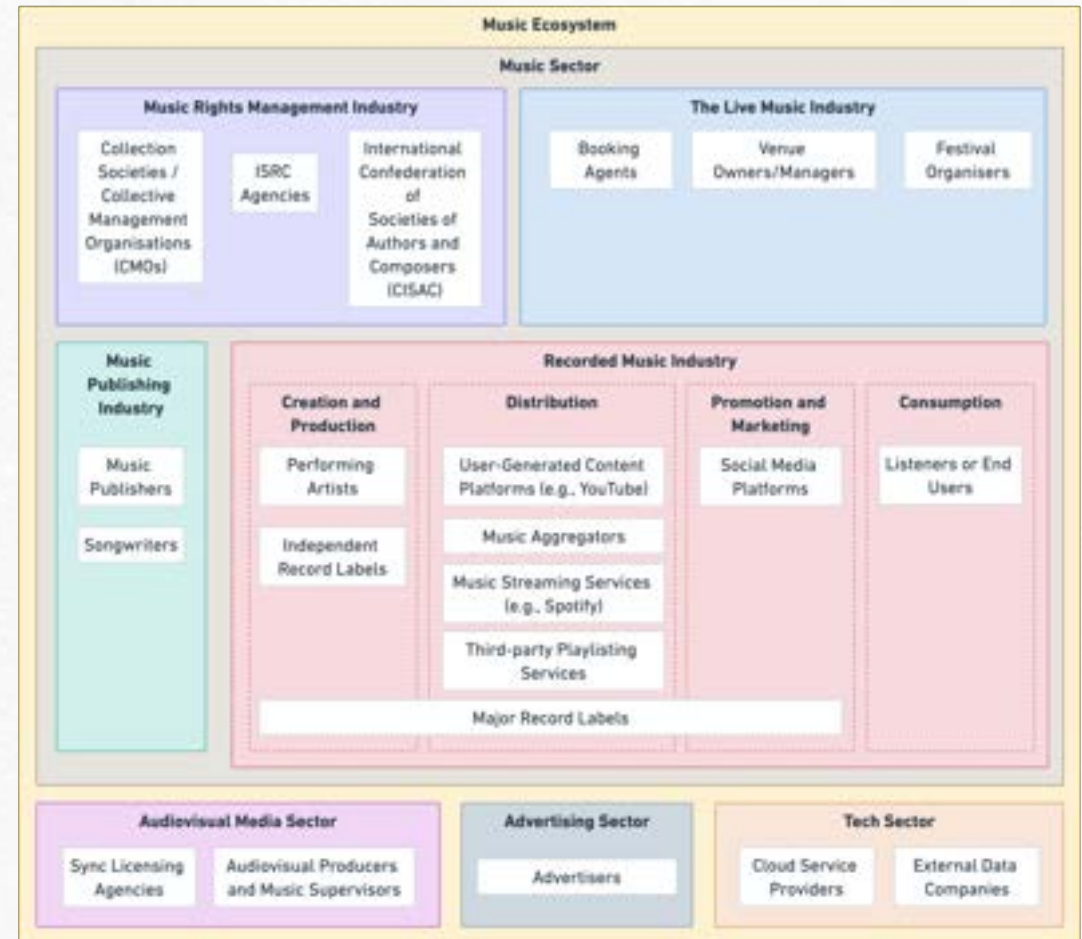 Music Ecosystem
Music Sector
Music Rights Management Industry
Collection
Societies /
Collective
Management
Organisations
(CMOs)
ISRC
Agencies
International
Confederation
of
Societies of
Authors and
Composers
(CISAC)
The Live Music Industry
Booking
Agents
Venue
Owners/Managers
Festival
Organisers
Music
Publishing
Industry
Music
Publishers
Songwriters
Recorded Music Industry
Creation and
Production
Performing
Artists
Independent
Record Labels
Distribution
User-Generated Content
Platforms (e.g., YouTube)
Music Aggregators
Music Streaming Services
(e.g., Spotify)
Third-party Playlisting
Services
Promotion and
Marketing
Social Media
Platforms
Consumption
Listeners or End
Users
Major Record Labels
Audiovisual Media Sector
Sync Licensing
Agencies
Audiovisual Producers
and Music Supervisors
Advertising Sector
Advertisers
Tech Sector
Cloud Service
Providers
External Data
Companies